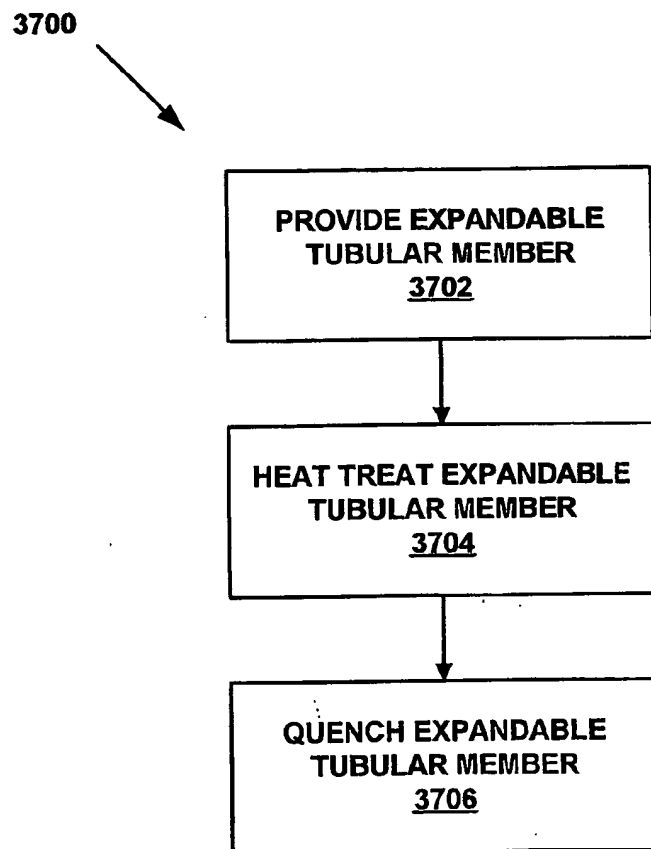 3700
PROVIDE EXPANDABLE
TUBULAR MEMBER
3702
HEAT TREAT EXPANDABLE
TUBULAR MEMBER
3704
QUENCH EXPANDABLE
TUBULAR MEMBER
3706